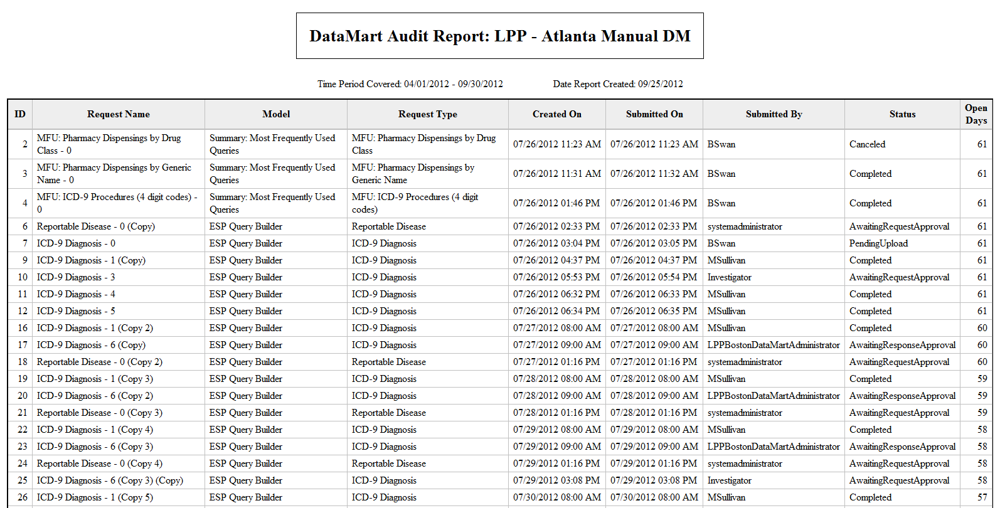 DataMart Audit Report: LPP - Atlanta Manual DM
Time Period Covered: 04/01/2012 - 09/30/2012 Date Report Created: 09/25/2012
ID Request Name Model Request Type Created On Submitted On Submitted By Status Open Days
2 MFU: Pharmacy Dispensings by Drug Class - 0 Summary: Most Frequently Used Queries MFU: Pharmacy Dispensings by Drug Class 07/26/2012 11:23 AM 07/26/2012 11:23 AM BSwan Canceled 61
3 MFU: Pharmacy Dispensings by Generic Name - 0 Summary: Most Frequently Used Queries MFU: Pharmacy Dispensings by Generic Name 07/26/2012 11:31 AM 07/26/2012 11:32 AM BSwan Completed 61
4 MFU: ICD-9 Procedures (4 digit codes) - 0 Summary: Most Frequently Used Queries MFU: ICD-9 Procedures (4 digit codes) 07/26/2012 01:46 PM 07/26/2012 01:46 PM BSwan Completed 61
6 Reportable Disease - 0 (Copy) ESP Query Builder Reportable Disease 07/26/2012 02:33 PM 07/26/2012 02:33 PM systemadministrator AwaitingRequestApproval 61
7 ICD-9 Diagnosis - 0 ESP Query Builder ICD-9 Diagnosis 07/26/2012 03:04 PM 07/26/2012 03:05 PM BSwan PendingUpload 61
9 ICD-9 Diagnosis - 1 (Copy) ESP Query Builder ICD-9 Diagnosis 07/26/2012 04:37 PM 07/26/2012 04:37 PM MSullivan Completed 61
10 ICD-9 Diagnosis - 3 ESP Query Builder ICD-9 Diagnosis 07/26/2012 05:53 PM 07/26/2012 05:54 PM Investigator AwaitingRequestApproval 61
11 ICD-9 Diagnosis - 4 ESP Query Builder ICD-9 Diagnosis 07/26/2012 06:32 PM 07/26/2012 06:33 PM MSullivan Completed 61
12 ICD-9 Diagnosis - 5 ESP Query Builder ICD-9 Diagnosis 07/26/2012 06:34 PM 07/26/2012 06:35 PM MSullivan Completed 61
16 ICD-9 Diagnosis - 1 (Copy 2) ESP Query Builder ICD-9 Diagnosis 07/27/2012 08:00 AM 07/27/2012 08:00 AM MSullivan Completed 60
17 ICD-9 Diagnosis - 6 (Copy) ESP Query Builder ICD-9 Diagnosis 07/27/2012 09:00 AM 07/27/2012 09:00 AM LPPBostonDataMartAdministrator AwaitingResponseApproval 60
18 Reportable Disease - 0 (Copy 2) ESP Query Builder Reportable Disease 07/27/2012 01:16 PM 07/27/2012 01:16 PM systemadministrator AwaitingRequestApproval 60
19 ICD-9 Diagnosis - 1 (Copy 3) ESP Query Builder ICD-9 Diagnosis 07/28/2012 08:00 AM 07/28/2012 08:00 AM MSullivan Completed 59
20 ICD-9 Diagnosis - 6 (Copy 2) ESP Query Builder ICD-9 Diagnosis 07/28/2012 09:00 AM 07/28/2012 09:00 AM LPPBostonDataMartAdministrator AwaitingResponseApproval 59
21 Reportable Disease - 0 (Copy 3) ESP Query Builder Reportable Disease 07/28/2012 01:16 PM 07/28/2012 01:16 PM systemadministrator AwaitingRequestApproval 59
22 ICD-9 Diagnosis - 1 (Copy 4) ESP Query Builder ICD-9 Diagnosis 07/29/2012 08:00 AM 07/29/2012 08:00 AM MSullivan Completed 58
23 ICD-9 Diagnosis - 6 (Copy 3) ESP Query Builder ICD-9 Diagnosis 07/29/2012 09:00 AM 07/29/2012 09:00 AM LPPBostonDataMartAdministrator AwaitingResponseApproval 58
24 Reportable Disease - 0 (Copy 4) ESP Query Builder Reportable Disease 07/29/2012 01:16 PM 07/29/2012 01:16 PM systemadministrator AwaitingRequestApproval 58
25 ICD-9 Diagnosis - 6 (Copy 3) (Copy) ESP Query Builder ICD-9 Diagnosis 07/29/2012 03:08 PM 07/29/2012 03:08 PM Investigator AwaitingRequestApproval 58
26 ICD-9 Diagnosis - 1 (Copy 5) ESP Query Builder ICD-9 Diagnosis 07/30/2012 08:00 AM 07/30/2012 08:00 AM MSullivan Completed 57